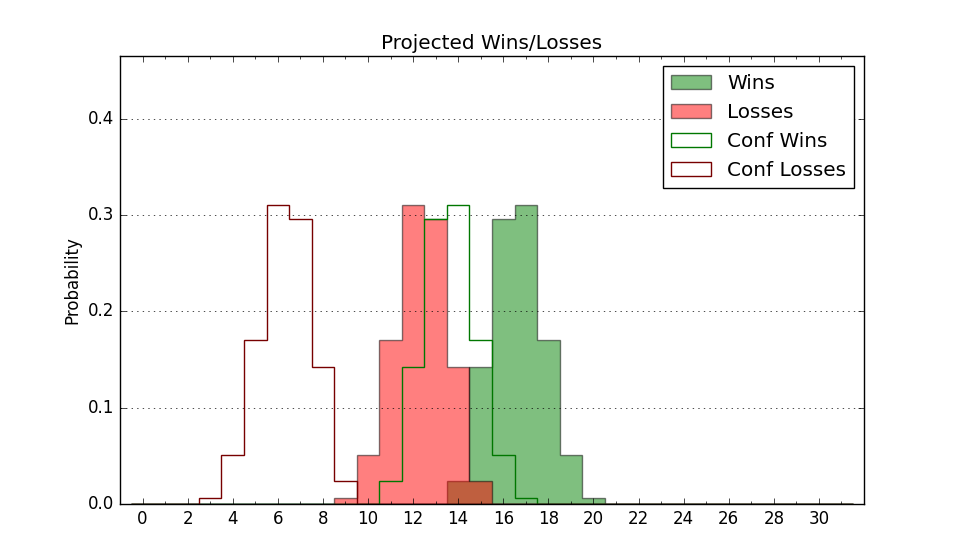 Projected Wins/Losses
Wins
Losses
Conf Wins
Conf Losses
Probability
0.4
0.3
0.2
0.1
0.0
0 2 4 6 8 10 12 14 16 18 20 22 24 26 28 30